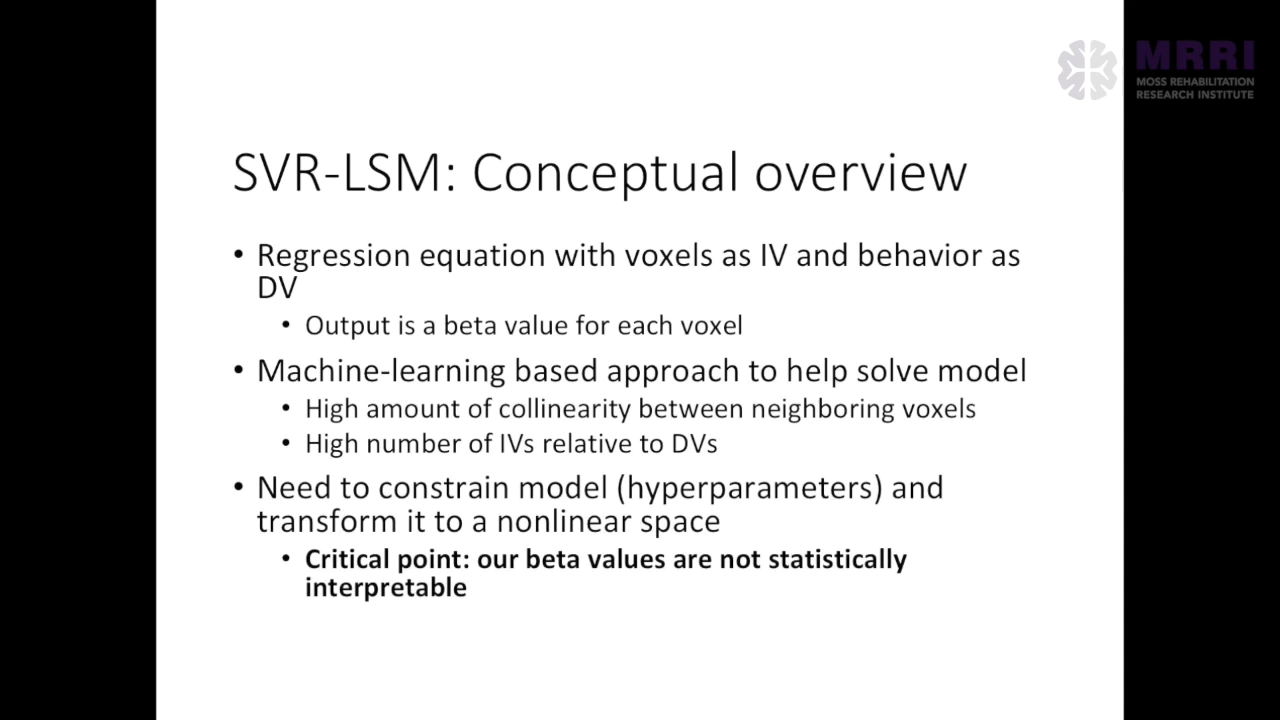 MRRI
MOSS REHABILITATION
RESEARCH INSTITUTE
SVR-LSM: Conceptual overview
• Regression equation with voxels as IV and behavior as
DV
• Output is a beta value for each voxel
• Machine-learning based approach to help solve model
• High amount of collinearity between neighboring voxels
• High number of IVs relative to DVs
• Need to constrain model (hyperparameters) and
transform it to a nonlinear space
• Critical point: our beta values are not statistically
interpretable